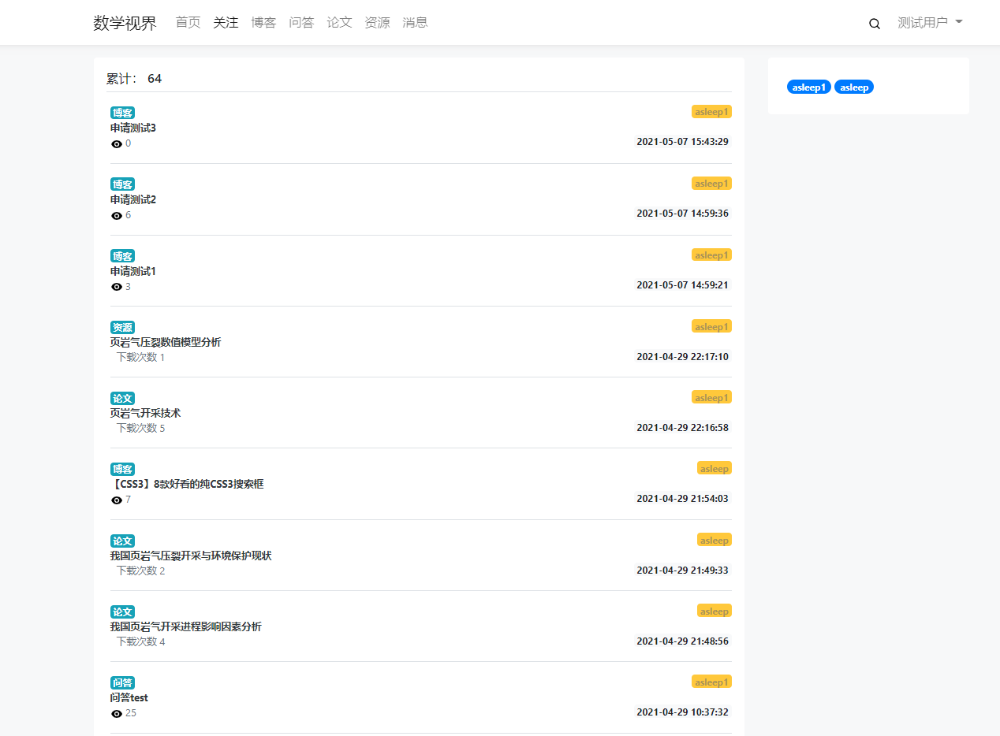 数学视界 首页 关注 博客 问答 论文 资源 消息 测试用户
累计： 64
asleep1 asleep
博客 asleep1
申请测试3
0 2021-05-07 15:43:29
博客 asleep1
申请测试2
6 2021-05-07 14:59:36
博客 asleep1
申请测试1
3 2021-05-07 14:59:21
资源 asleep1
页岩气压裂数值模型分析
下载次数 1 2021-04-29 22:17:10
论文 asleep1
页岩气开采技术
下载次数 5 2021-04-29 22:16:58
博客 asleep
【CSS3】8款好看的纯CSS3搜索框
7 2021-04-29 21:54:03
论文 asleep
我国页岩气压裂开采与环境保护现状
下载次数 2 2021-04-29 21:49:33
论文 asleep
我国页岩气开采进程影响因素分析
下载次数 4 2021-04-29 21:48:56
问答 asleep1
问答test
25 2021-04-29 10:37:32